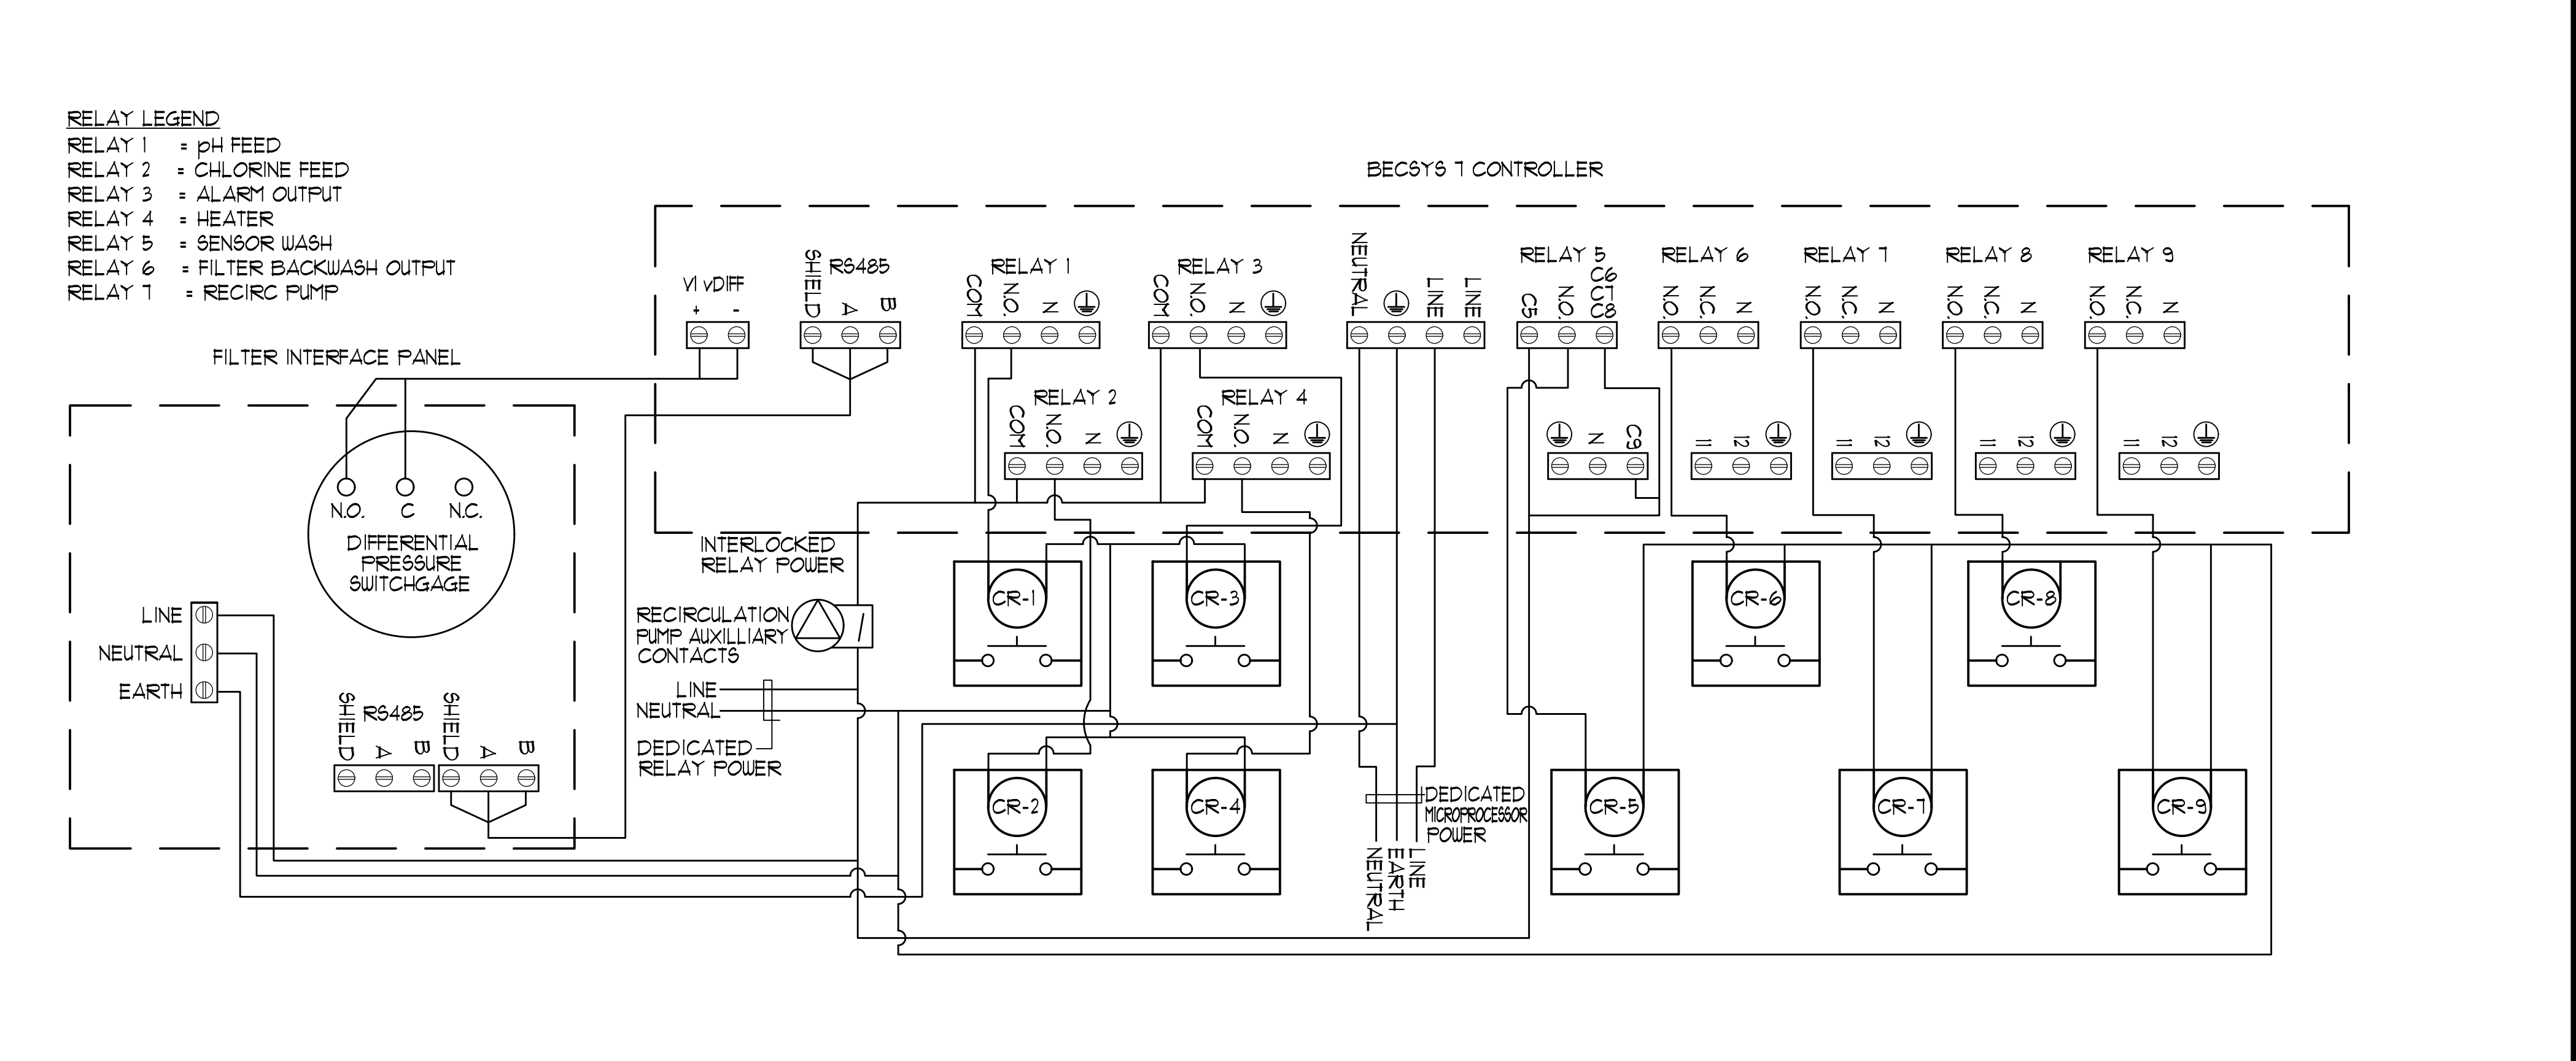 RELAY LEGEND
RELAY 1 = pH FEED
RELAY 2 = CHLORINE FEED
RELAY 3 = ALARM OUTPUT
RELAY 4 = HEATER
RELAY 5 = SENSOR WASH
RELAY 6 = FILTER BACKWASH OUTPUT
RELAY 7 = RECIRC PUMP
BECSYS 7 CONTROLLER
FILTER INTERFACE PANEL
N.O. C N.C.
DIFFERENTIAL
PRESSURE
SWITCHGAGE
LINE
NEUTRAL
EARTH
SHIELD RS485 A B
SHIELD A B
V1 vDIFF
+ -
SHIELD RS485 A B
RELAY 1
COM N.O. N
RELAY 2
COM N.O. N
RELAY 3
COM N.O. N
RELAY 4
COM N.O. N
NEUTRAL LINE LINE
RELAY 5
C5 N.O. C6 C7 C8
N C9
RELAY 6
N.O. N.C. N
11 12
RELAY 7
N.O. N.C. N
11 12
RELAY 8
N.O. N.C. N
11 12
RELAY 9
N.O. N.C. N
11 12
INTERLOCKED
RELAY POWER
RECIRCULATION
PUMP AUXILLIARY
CONTACTS
LINE
NEUTRAL
DEDICATED
RELAY POWER
CR-1
CR-3
CR-6
CR-8
CR-2
CR-4
CR-5
CR-7
CR-9
DEDICATED
MICROPROCESSOR
POWER
NEUTRAL
EARTH
LINE